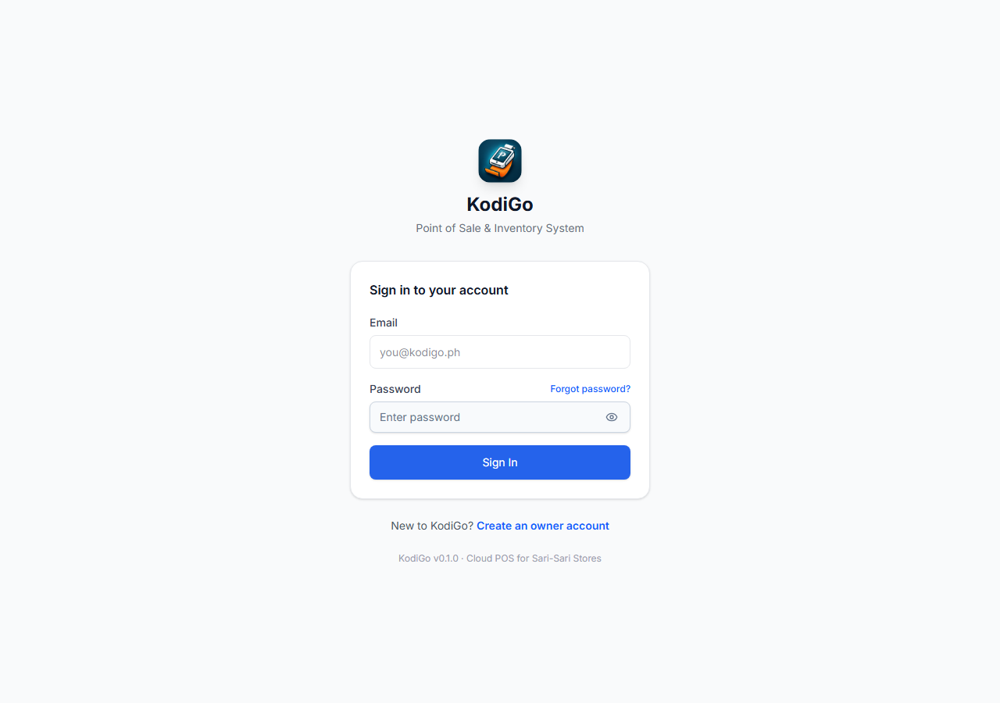 KodiGo
Point of Sale & Inventory System
Sign in to your account
Email
you@kodigo.ph
Password Forgot password?
Enter password
Sign In
New to KodiGo? Create an owner account
KodiGo v0.1.0 · Cloud POS for Sari-Sari Stores